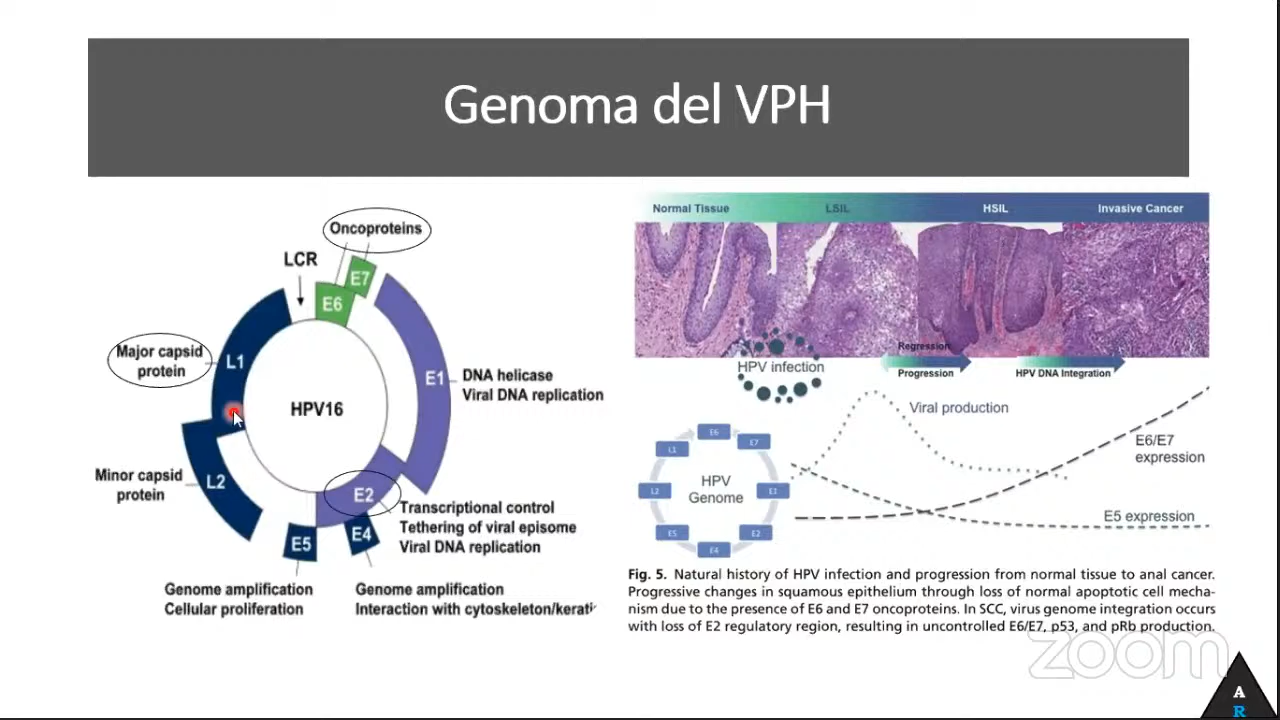 Genoma del VPH
Oncoproteins
LCR
E7
E6
Major capsid
protein
L1
E1
DNA helicase
Viral DNA replication
HPV16
Minor capsid
protein
L2
E2
Transcriptional control
Tethering of viral episome
Viral DNA replication
E5
E4
Genome amplification
Cellular proliferation
Genome amplification
Interaction with cytoskeleton/kerati
Normal Tissue
LSIL
HSIL
Invasive Cancer
HPV infection
Regression
Progression
HPV DNA Integration
Viral production
E6/E7
expression
E5 expression
E6
L1
E7
HPV
Genome
L2
E1
E5
E2
E4
Fig. 5. Natural history of HPV infection and progression from normal tissue to anal cancer.
Progressive changes in squamous epithelium through loss of normal apoptotic cell mecha-
nism due to the presence of E6 and E7 oncoproteins. In SCC, virus genome integration occurs
with loss of E2 regulatory region, resulting in uncontrolled E6/E7, p53, and pRb production.
zoom
A
R